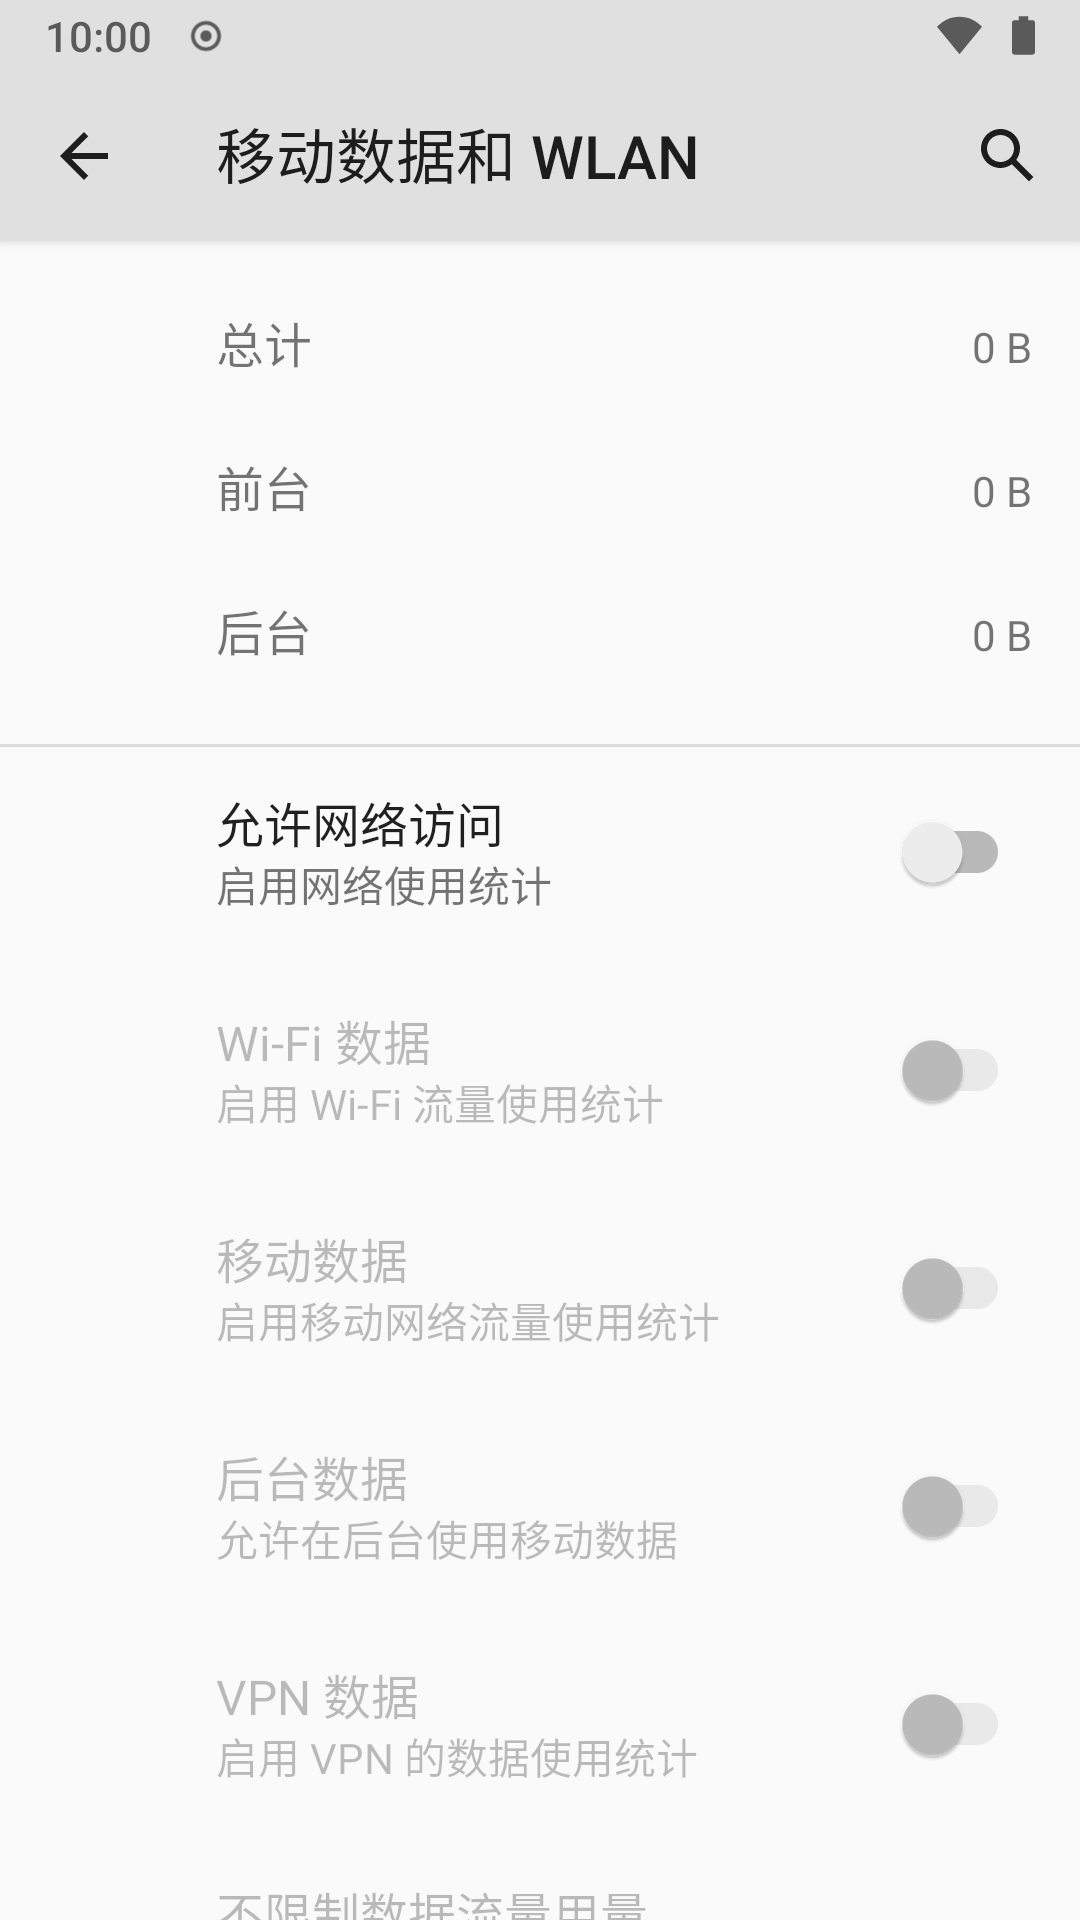 10:00
移动数据和 WLAN
总计 0 B
前台 0 B
后台 0 B
允许网络访问
启用网络使用统计
Wi-Fi 数据
启用 Wi-Fi 流量使用统计
移动数据
启用移动网络流量使用统计
后台数据
允许在后台使用移动数据
VPN 数据
启用 VPN 的数据使用统计
不限制数据流量用量